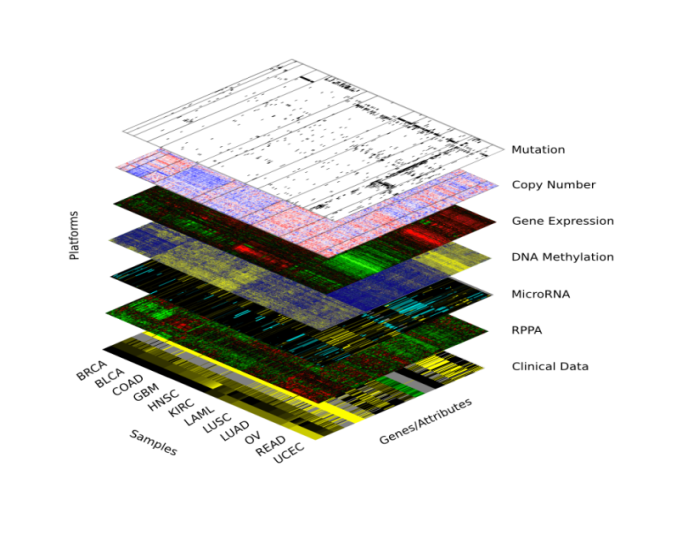 Mutation
Copy Number
Gene Expression
DNA Methylation
MicroRNA
RPPA
Clinical Data
Platforms
BRCA
BLCA
COAD
GBM
HNSC
KIRC
LAML
LUSC
LUAD
OV
READ
UCEC
Samples
Genes/Attributes